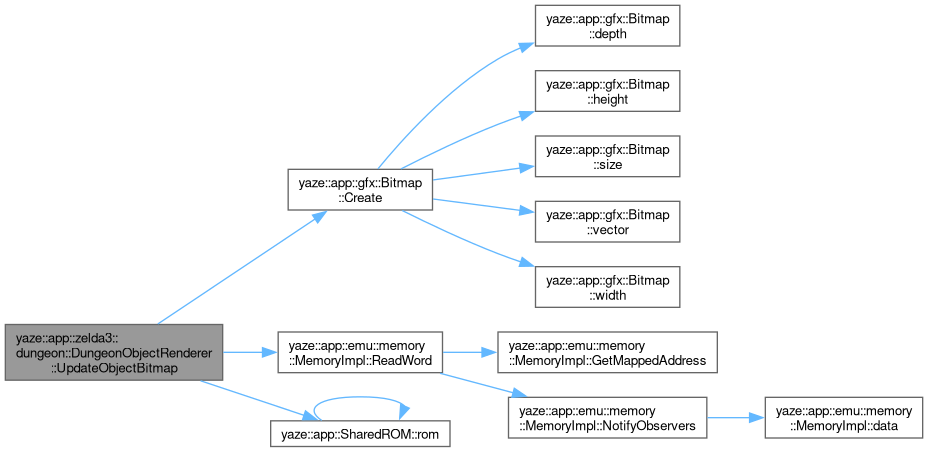 yaze::app::gfx::Bitmap
::depth
yaze::app::gfx::Bitmap
::height
yaze::app::gfx::Bitmap
::size
yaze::app::gfx::Bitmap
::Create
yaze::app::gfx::Bitmap
::vector
yaze::app::gfx::Bitmap
::width
yaze::app::zelda3::
dungeon::DungeonObjectRenderer
::UpdateObjectBitmap
yaze::app::emu::memory
::MemoryImpl::ReadWord
yaze::app::emu::memory
::MemoryImpl::GetMappedAddress
yaze::app::emu::memory
::MemoryImpl::NotifyObservers
yaze::app::emu::memory
::MemoryImpl::data
yaze::app::SharedROM::rom